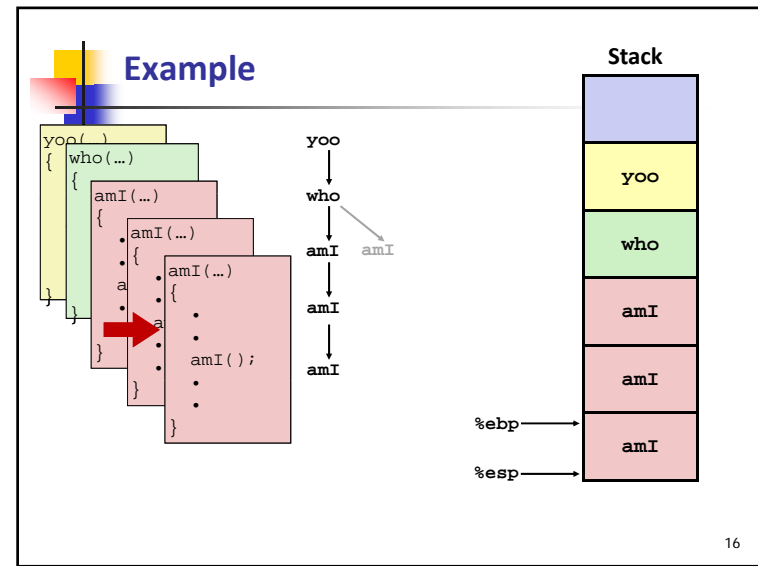 Example
Stack
yoo(…)
{
}
who(…)
{
}
amI(…)
{
•
•
a
•
}
amI(…)
{
•
•
a
•
•
}
amI(…)
{
•
•
amI();
•
•
}
yoo
who
amI amI
amI
amI
yoo
who
amI
amI
amI
%ebp
%esp
16